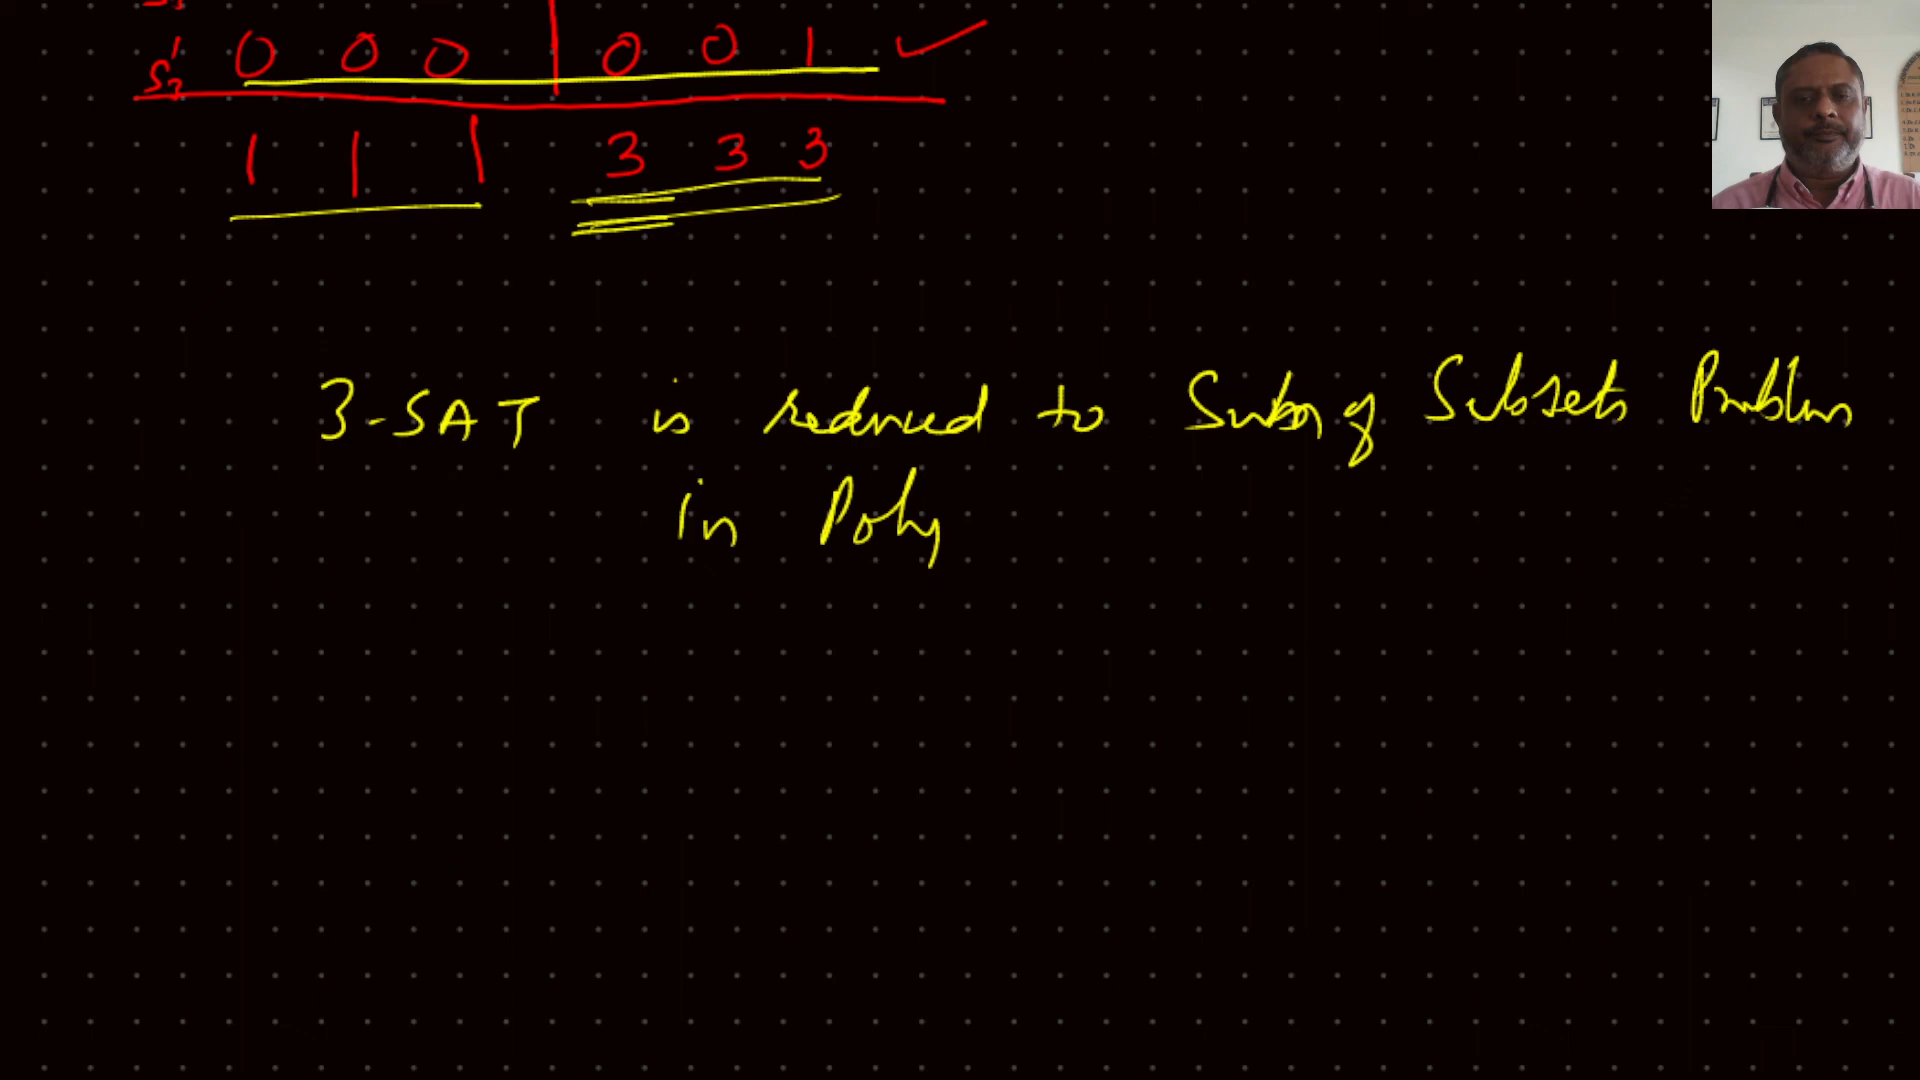 S₃' 0 0 0 | 0 0 1 ✓
1 1 1 3 3 3
3-SAT is reduced to Sum of Subsets Problem
in Poly